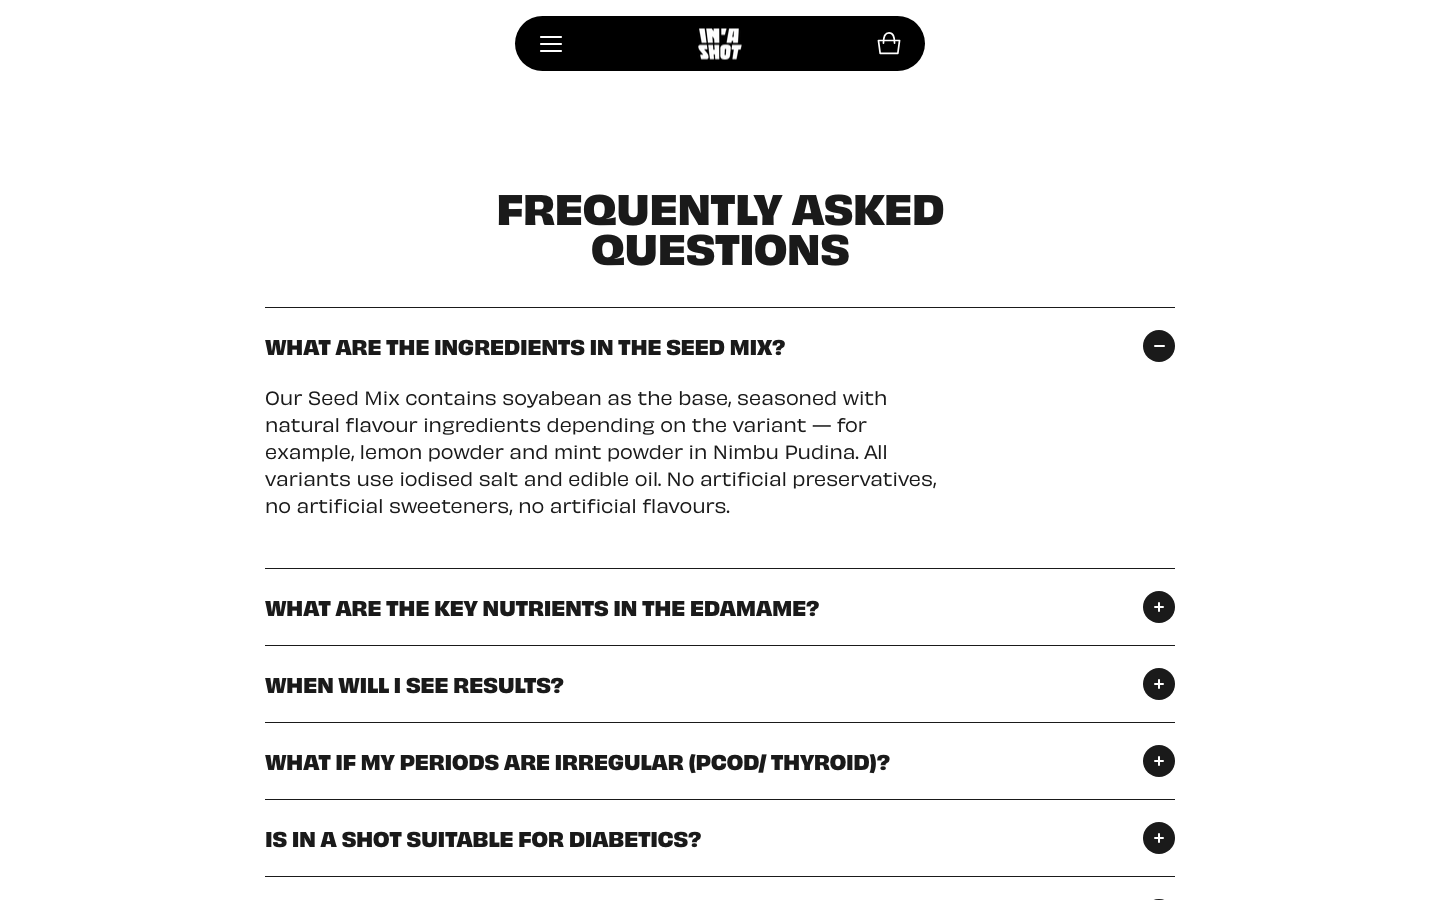 IN'A
SHOT
FREQUENTLY ASKED
QUESTIONS
WHAT ARE THE INGREDIENTS IN THE SEED MIX?
Our Seed Mix contains soyabean as the base, seasoned with
natural flavour ingredients depending on the variant — for
example, lemon powder and mint powder in Nimbu Pudina. All
variants use iodised salt and edible oil. No artificial preservatives,
no artificial sweeteners, no artificial flavours.
WHAT ARE THE KEY NUTRIENTS IN THE EDAMAME?
WHEN WILL I SEE RESULTS?
WHAT IF MY PERIODS ARE IRREGULAR (PCOD/ THYROID)?
IS IN A SHOT SUITABLE FOR DIABETICS?